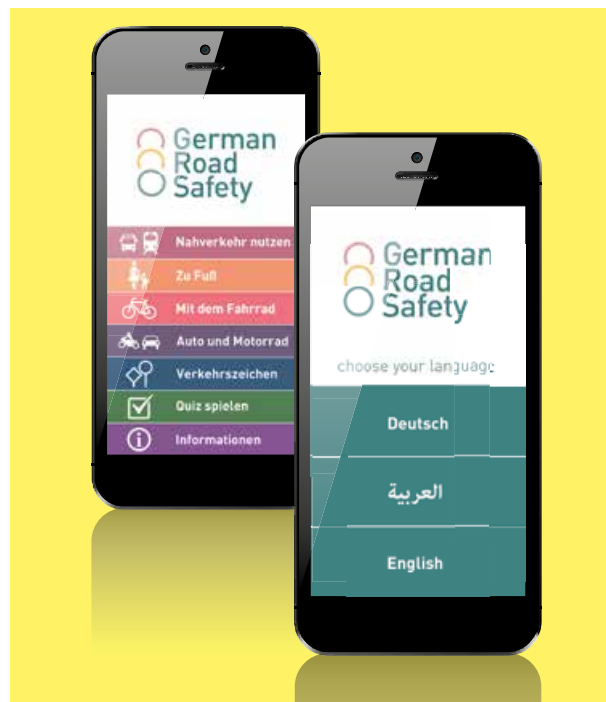 German
Road
Safety
Nahverkehr nutzen
Zu Fuß
Mit dem Fahrrad
Auto und Motorrad
Verkehrszeichen
Quiz spielen
Informationen
German
Road
Safety
choose your language
Deutsch
العربية
English